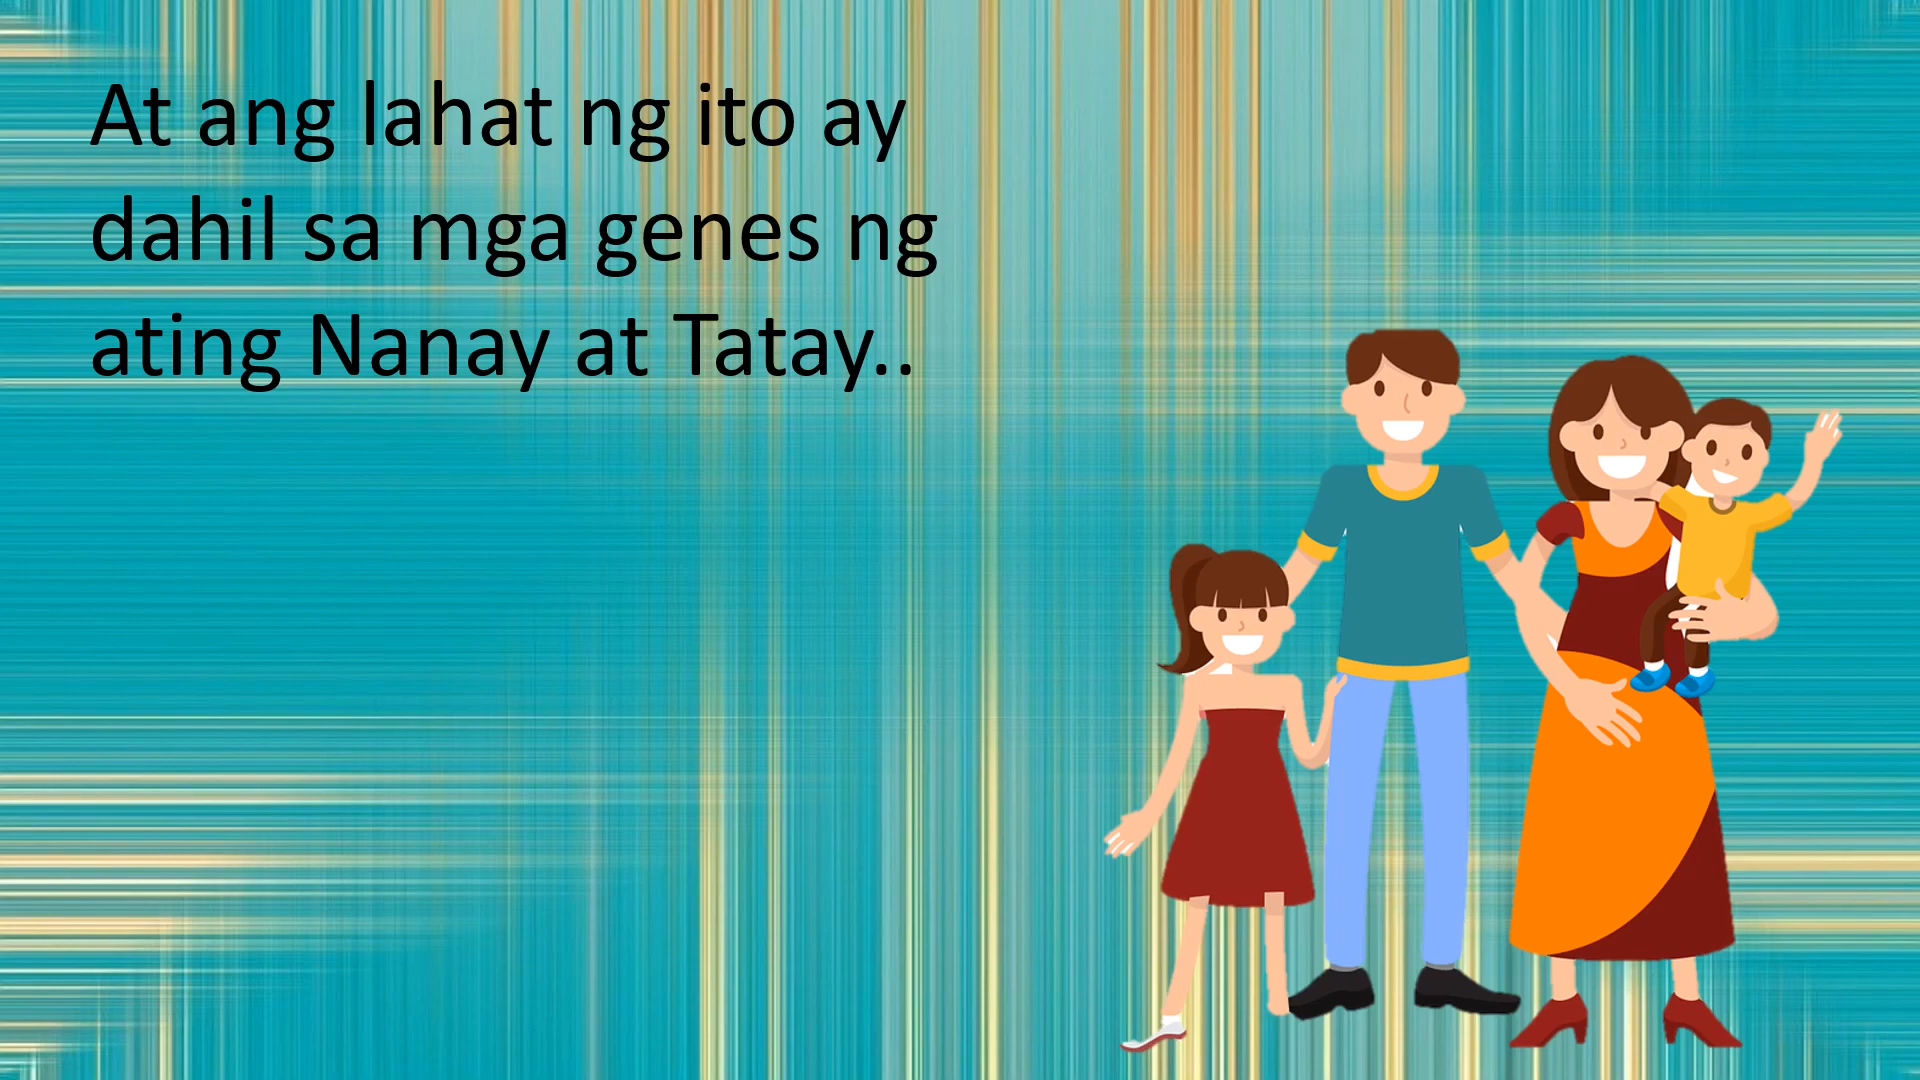 At ang lahat ng ito ay
dahil sa mga genes ng
ating Nanay at Tatay..